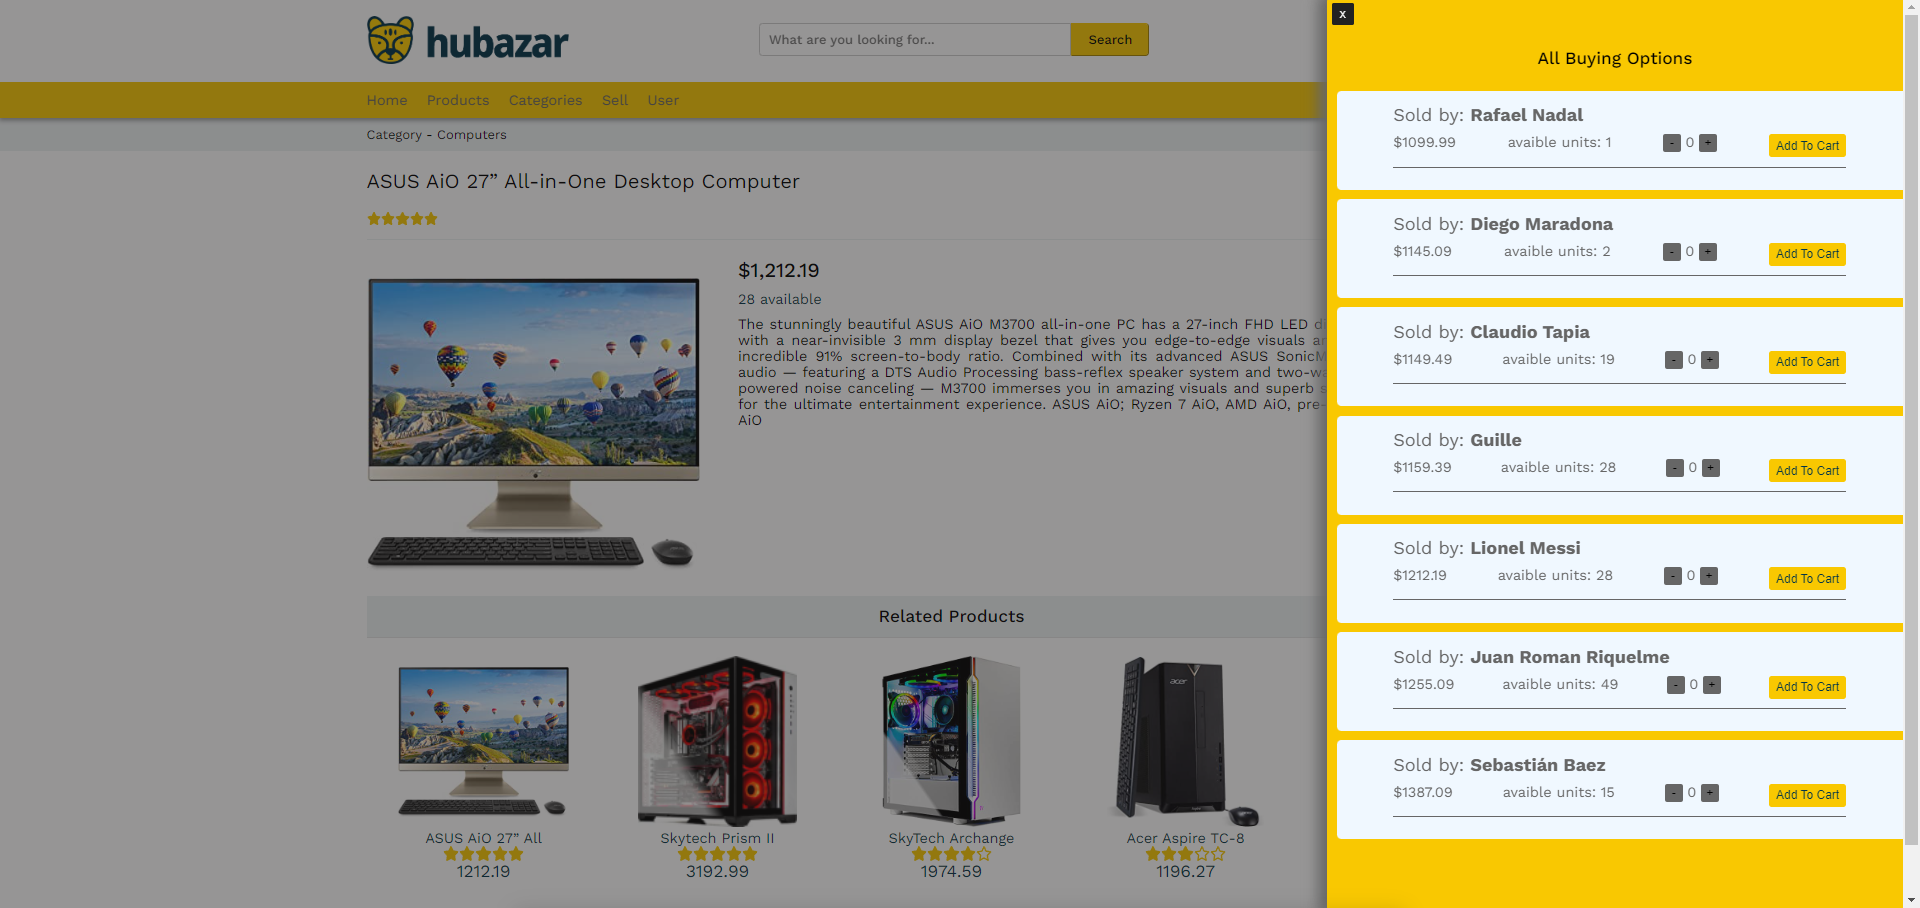 hubazar
What are you looking for...
Search
Home Products Categories Sell User
Category - Computers
ASUS AiO 27” All-in-One Desktop Computer
$1,212.19
28 available
The stunningly beautiful ASUS AiO M3700 all-in-one PC has a 27-inch FHD LED
with a near-invisible 3 mm display bezel that gives you edge-to-edge visuals
incredible 91% screen-to-body ratio. Combined with its advanced ASUS
audio — featuring a DTS Audio Processing bass-reflex speaker system and
powered noise canceling — M3700 immerses you in amazing visuals and superb
for the ultimate entertainment experience. ASUS AiO; Ryzen 7 AiO, AMD AiO, pre-
AiO
Related Products
acer
ASUS AiO 27” All
1212.19
Skytech Prism II
3192.99
SkyTech Archange
1974.59
Acer Aspire TC-8
1196.27
X
All Buying Options
Sold by: Rafael Nadal
$1099.99 avaible units: 1 - 0 + Add To Cart
Sold by: Diego Maradona
$1145.09 avaible units: 2 - 0 + Add To Cart
Sold by: Claudio Tapia
$1149.49 avaible units: 19 - 0 + Add To Cart
Sold by: Guille
$1159.39 avaible units: 28 - 0 + Add To Cart
Sold by: Lionel Messi
$1212.19 avaible units: 28 - 0 + Add To Cart
Sold by: Juan Roman Riquelme
$1255.09 avaible units: 49 - 0 + Add To Cart
Sold by: Sebastián Baez
$1387.09 avaible units: 15 - 0 + Add To Cart